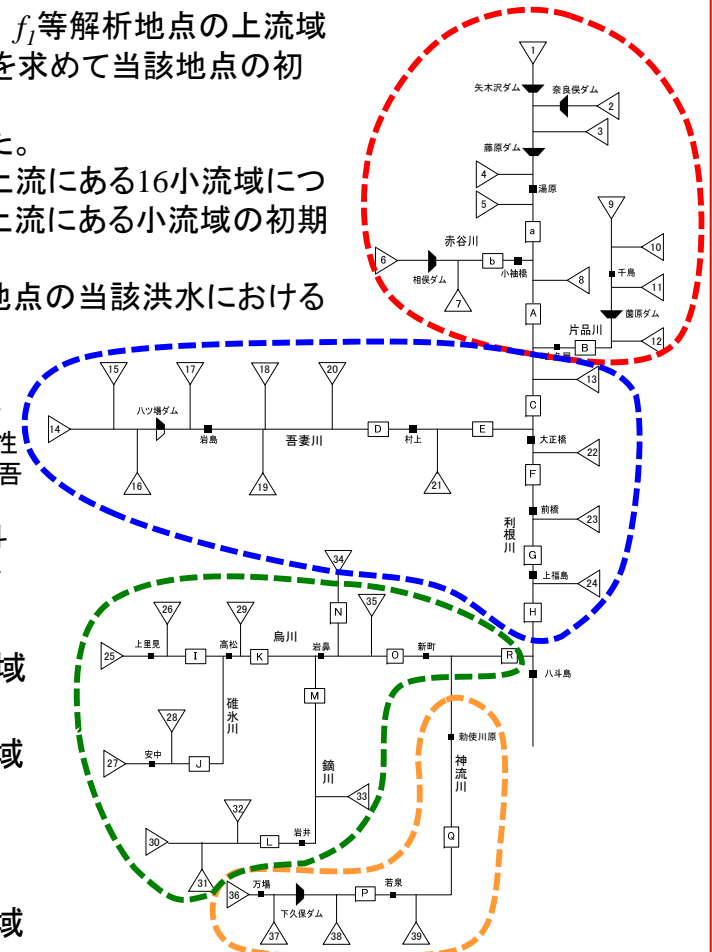 f1等解析地点の上流域
を求めて当該地点の初
た。
上流にある16小流域につ
上流にある小流域の初期
地点の当該洪水における
性
吾
域
域
域
1
矢木沢ダム
奈良俣ダム
2
3
藤原ダム
4
湯原
5
9
a
10
赤谷川
6
b
小袖橋
千鳥
相俣ダム
7
8
11
A
薗原ダム
片品川
B
12
13
15
17
18
20
C
八ツ場ダム
14
岩島
吾妻川
D
村上
E
大正橋
16
19
21
22
F
前橋
23
利根川
G
上福島
24
34
H
26
29
N
35
烏川
上里見
高松
岩鼻
新町
25
I
K
O
R
八斗島
M
28
碓氷川
27
安中
J
鏑川
勅使川原
神流川
33
32
30
L
岩井
Q
31
36
万場
P
若泉
下久保ダム
37
38
39